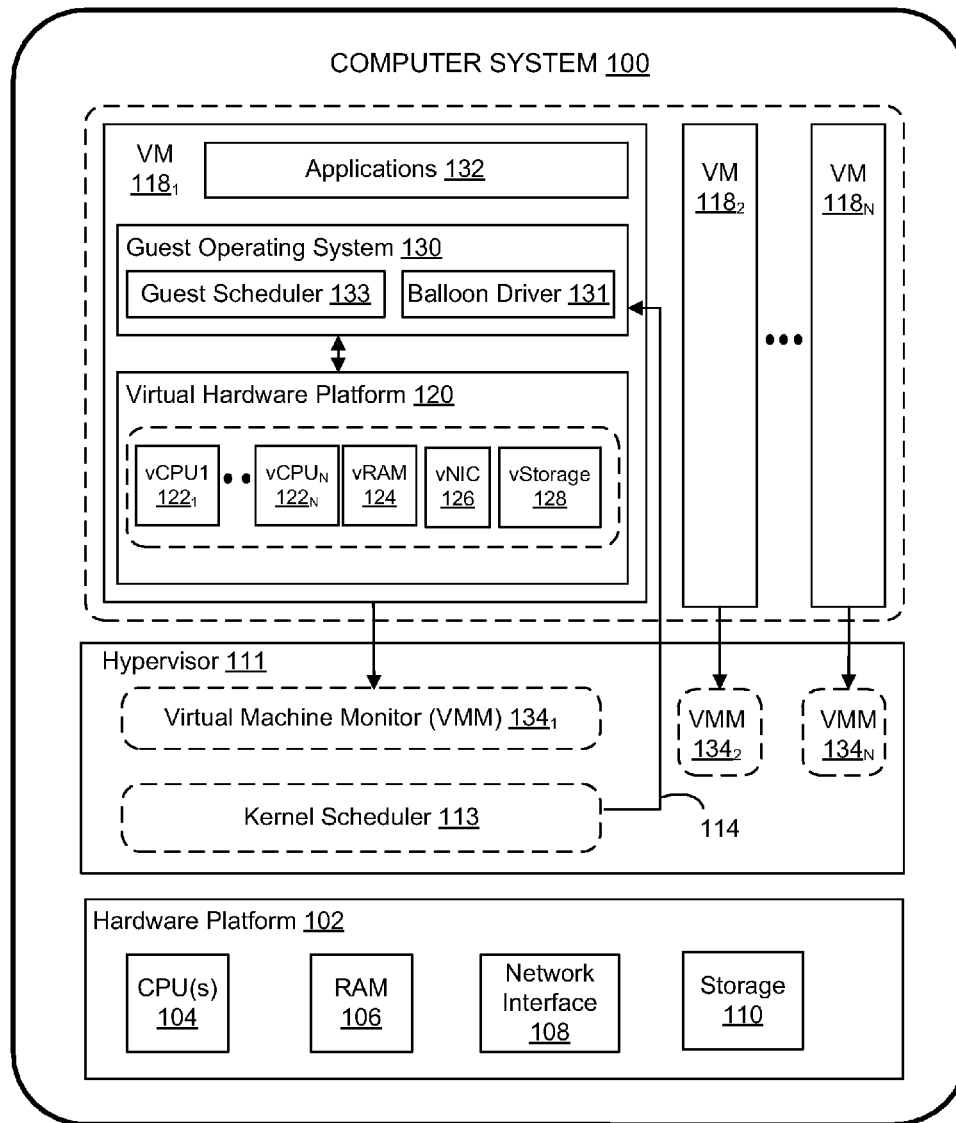 COMPUTER SYSTEM 100
VM
118₁
Applications 132
VM
118₂
VM
118N
Guest Operating System 130
Guest Scheduler 133
Balloon Driver 131
Virtual Hardware Platform 120
vCPU1
122₁
vCPUN
122N
vRAM
124
vNIC
126
vStorage
128
Hypervisor 111
Virtual Machine Monitor (VMM) 134₁
VMM
134₂
VMM
134N
Kernel Scheduler 113
114
Hardware Platform 102
CPU(s)
104
RAM
106
Network
Interface
108
Storage
110